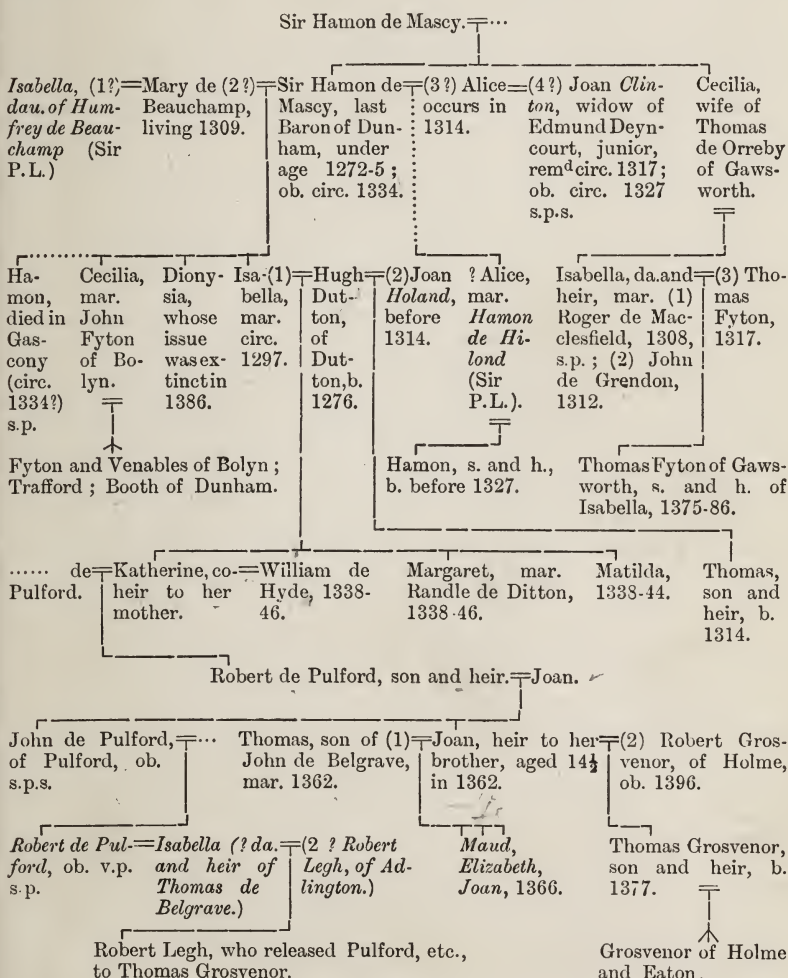 Sir Hamon de Mascy.=...
Isabella, (1?)=Mary de (2?)=Sir Hamon de=(3?) Alice=(4?) Joan Clin- Cecilia,
dau. of Hum- Beauchamp, Mascy, last occurs in ton, widow of wife of
frey de Beau- living 1309. Baron of Dun- 1314. Edmund Deyn- Thomas
champ (Sir ham, under court, junior, de Orreby
P.L.) age 1272-5; remd circ. 1317; of Gaws-
ob. circ. 1334. ob. circ. 1327 worth.
s.p.s.
Ha- Cecilia, Diony- Isa-(1)=Hugh=(2)Joan ? Alice, Isabella, da. and=(3) Tho-
mon, mar. sia, bella, Dut- Holand, mar. heir, mar. (1) mas
died in John whose mar. ton, before Hamon Roger de Mac- Fyton,
Gas- Fyton issue circ. of 1314. de Hi- clesfield, 1308, 1317.
cony of Bo- was ex- 1297. Dut- lond s.p.; (2) John
(circ. lyn. tinct in ton, b. (Sir de Grendon,
1334?) 1386. 1276. P.L.). 1312.
s.p.
Fyton and Venables of Bolyn; Hamon, s. and h., Thomas Fyton of Gaws-
Trafford; Booth of Dunham. b. before 1327. worth, s. and h. of
Isabella, 1375-86.
...... de=Katherine, co-=William de Margaret, mar. Matilda, Thomas,
Pulford. heir to her Hyde, 1338- Randle de Ditton, 1338-44. son and
mother. 46. 1338-46. heir, b.
1314.
Robert de Pulford, son and heir.=Joan.
John de Pulford,=... Thomas, son of (1)=Joan, heir to her=(2) Robert Gros-
of Pulford, ob. John de Belgrave, brother, aged 14½ venor, of Holme,
s.p.s. mar. 1362. in 1362. ob. 1396.
Robert de Pul-=Isabella (? da.=(2 ? Robert Maud, Thomas Grosvenor,
ford, ob. v.p. and heir of Legh, of Ad- Elizabeth, son and heir, b.
s.p. Thomas de lington.) Joan, 1366. 1377.
Belgrave.)
Robert Legh, who released Pulford, etc., Grosvenor of Holme
to Thomas Grosvenor. and Eaton.